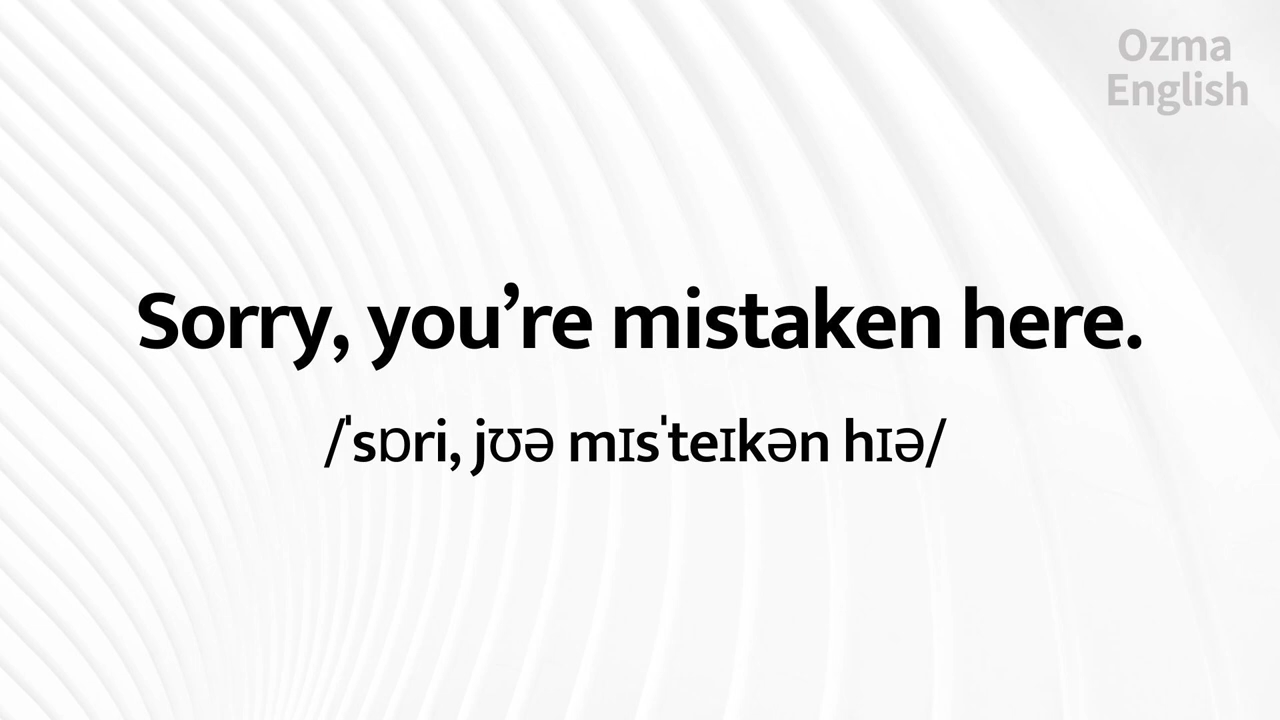 Ozma
English
Sorry, you’re mistaken here.
/ˈsɒri, jʊə mɪsˈteɪkən hɪə/